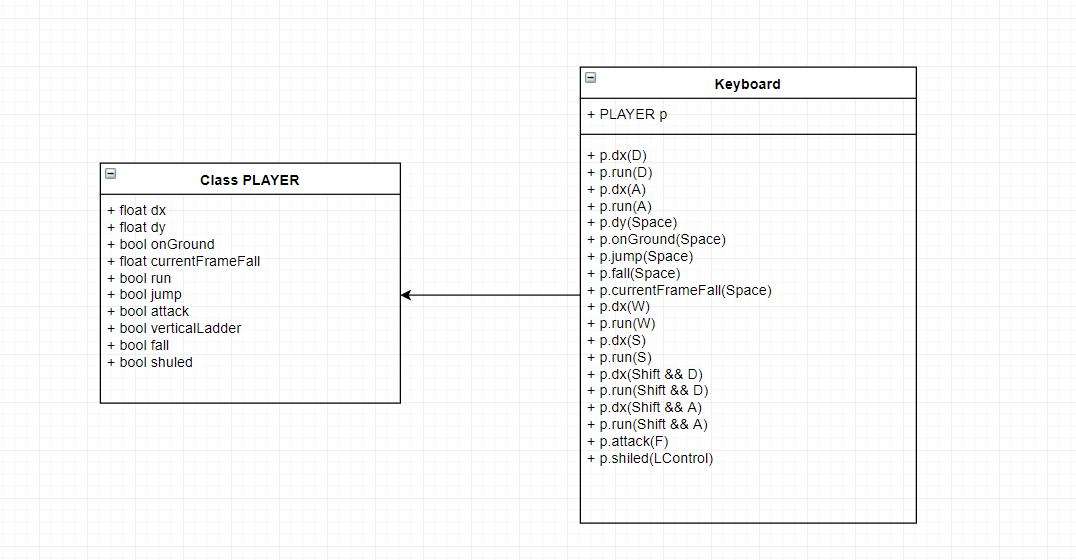 Class PLAYER
+ float dx
+ float dy
+ bool onGround
+ float currentFrameFall
+ bool run
+ bool jump
+ bool attack
+ bool verticalLadder
+ bool fall
+ bool shuled
Keyboard
+ PLAYER p
+ p.dx(D)
+ p.run(D)
+ p.dx(A)
+ p.run(A)
+ p.dy(Space)
+ p.onGround(Space)
+ p.jump(Space)
+ p.fall(Space)
+ p.currentFrameFall(Space)
+ p.dx(W)
+ p.run(W)
+ p.dx(S)
+ p.run(S)
+ p.dx(Shift && D)
+ p.run(Shift && D)
+ p.dx(Shift && A)
+ p.run(Shift && A)
+ p.attack(F)
+ p.shiled(LControl)